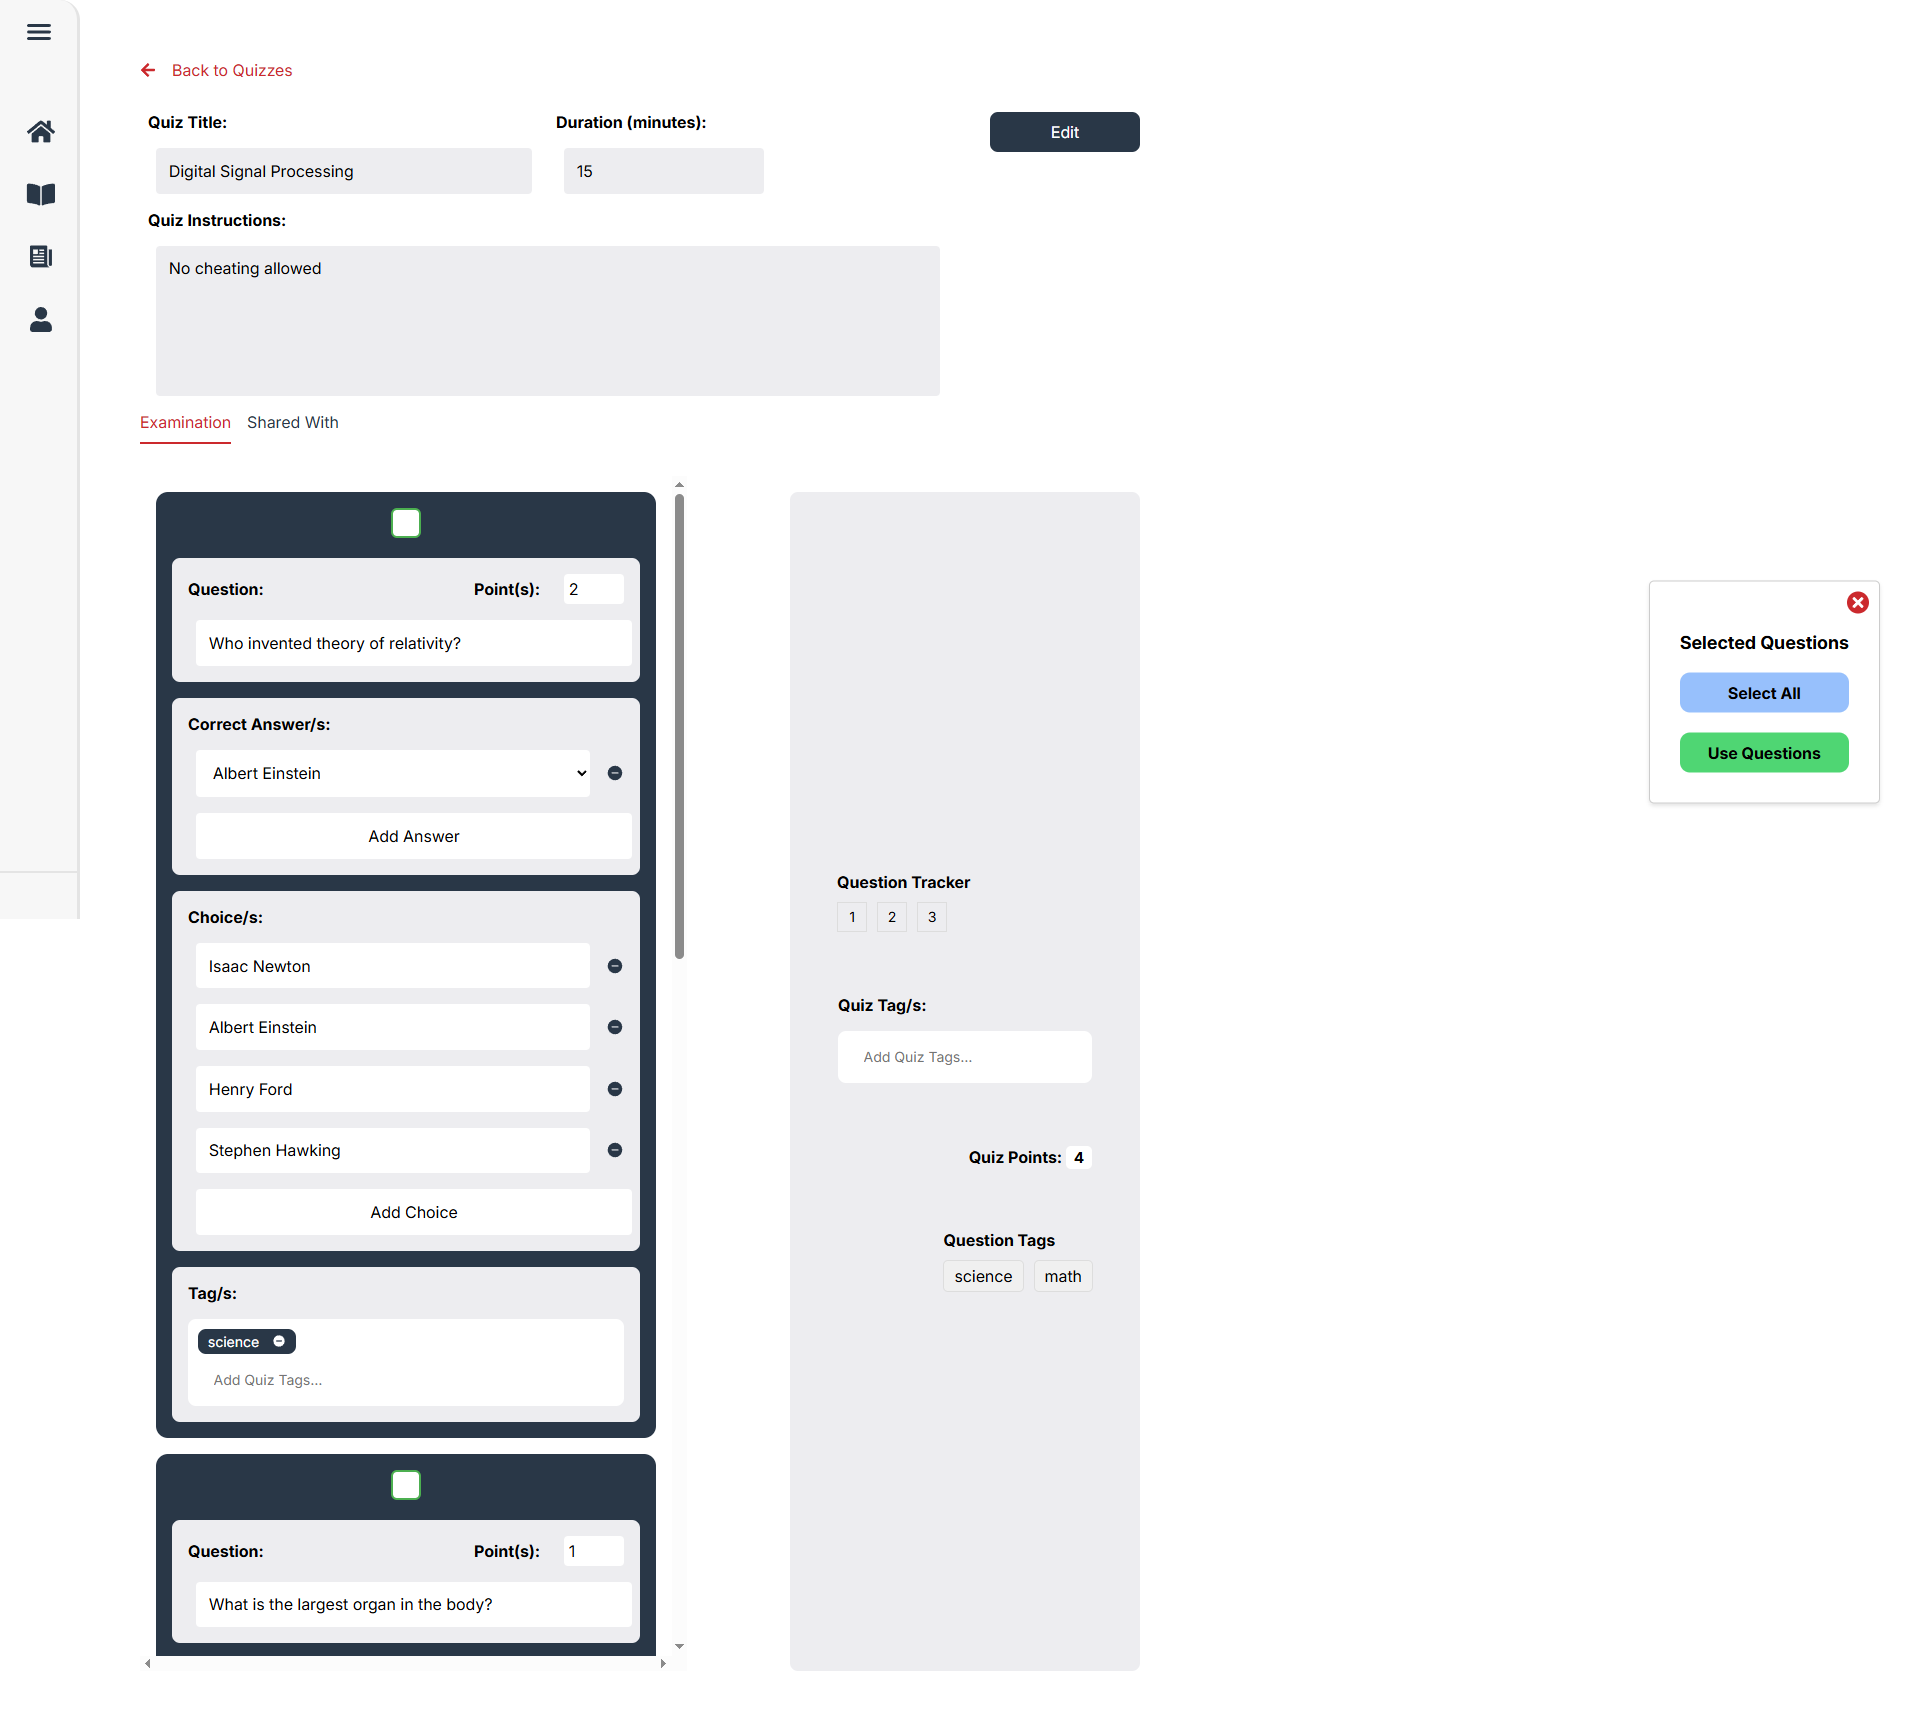 Back to Quizzes
Quiz Title:
Duration (minutes):
Edit
Digital Signal Processing
15
Quiz Instructions:
No cheating allowed
Examination
Shared With
Question:
Point(s):
2
Who invented theory of relativity?
Correct Answer/s:
Albert Einstein
Add Answer
Choice/s:
Isaac Newton
Albert Einstein
Henry Ford
Stephen Hawking
Add Choice
Tag/s:
science
Add Quiz Tags...
Question:
Point(s):
1
What is the largest organ in the body?
Question Tracker
1 2 3
Quiz Tag/s:
Add Quiz Tags...
Quiz Points: 4
Question Tags
science math
Selected Questions
Select All
Use Questions